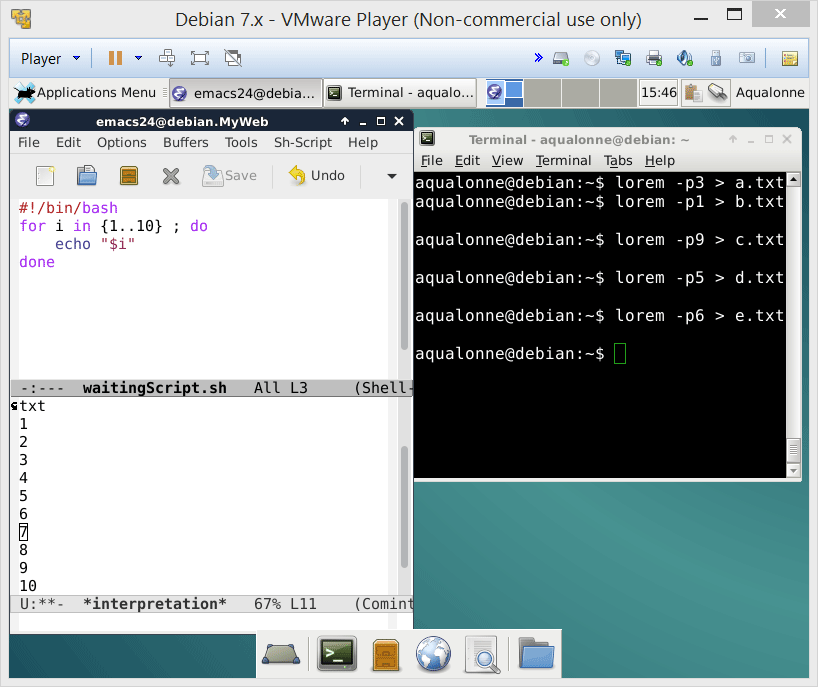 Debian 7.x - VMware Player (Non-commercial use only)
Player
Applications Menu
emacs24@debia...
Terminal - aqualo...
15:46
Aqualonne
emacs24@debian.MyWeb
File Edit Options Buffers Tools Sh-Script Help
Save Undo
#!/bin/bash
for i in {1..10} ; do
echo "$i"
done
-:--- waitingScript.sh All L3 (Shell-
txt
1
2
3
4
5
6
7
8
9
10
U:**- *interpretation* 67% L11 (Comint
Terminal - aqualonne@debian: ~
File Edit View Terminal Tabs Help
aqualonne@debian:~$ lorem -p3 > a.txt
aqualonne@debian:~$ lorem -p1 > b.txt
aqualonne@debian:~$ lorem -p9 > c.txt
aqualonne@debian:~$ lorem -p5 > d.txt
aqualonne@debian:~$ lorem -p6 > e.txt
aqualonne@debian:~$